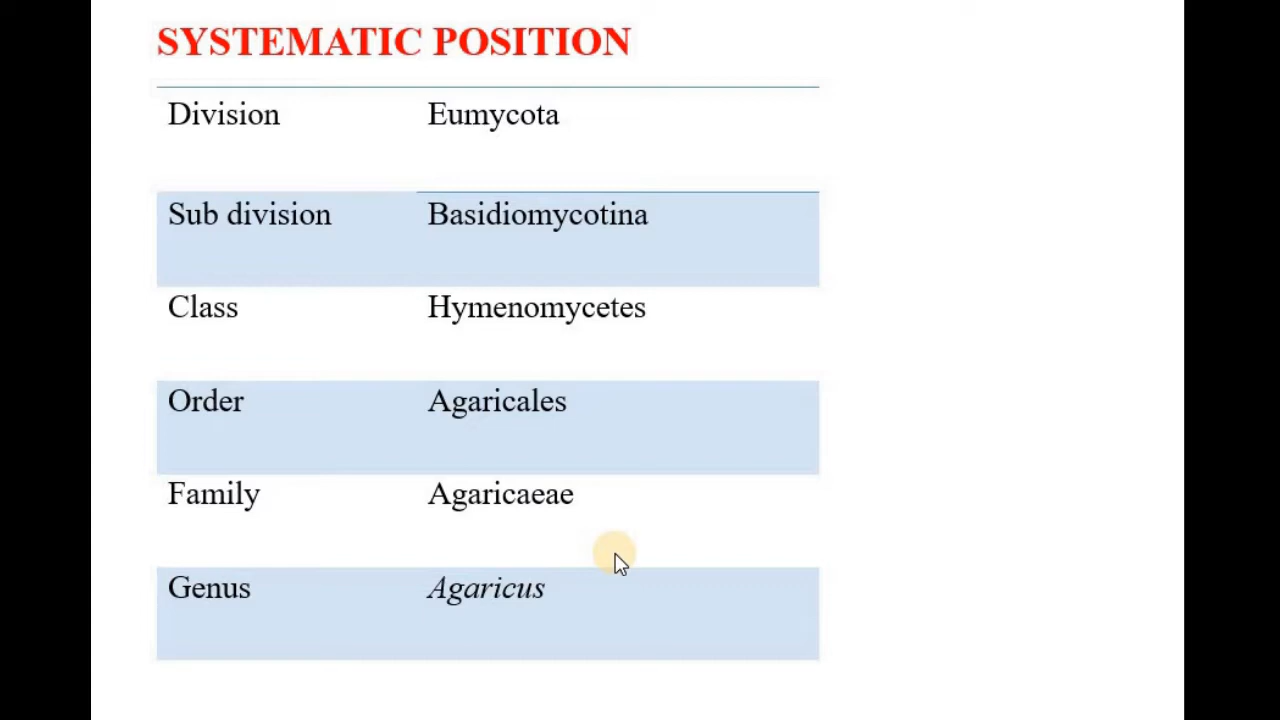 SYSTEMATIC POSITION
Division Eumycota
Sub division Basidiomycotina
Class Hymenomycetes
Order Agaricales
Family Agaricaeae
Genus Agaricus